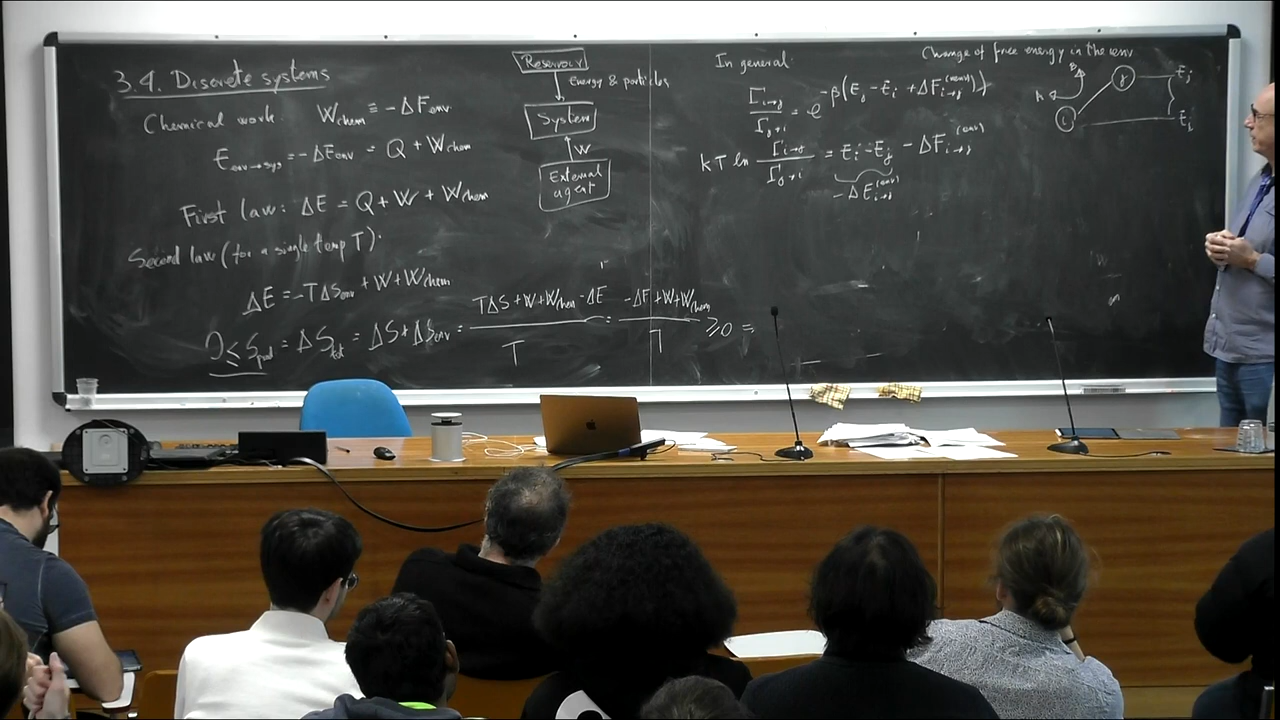 3.4. Discrete systems
Chemical work: W_chem ≡ -ΔF_env
E_env→sys = -ΔE_env = Q + W_chem
First law: ΔE = Q + W + W_chem
Second law (for a single temp T):
ΔE = -TΔS_env + W + W_chem
0 ≤ S_prod = ΔS_tot = ΔS + ΔS_env = (TΔS + W + W_chem - ΔE)/T = (-ΔF + W + W_chem)/T ≥ 0 =
Reservoir
Energy & particles
System
W
External
agent
In general:
Γ_i→j / Γ_j→i = e^{-β(E_j - E_i + ΔF_i→j^(env))}
kT ln Γ_i→j / Γ_j→i = E_i - E_j - ΔF_i→j^(env)
-ΔE_i→j^(env)
Change of free energy in the env
j
E_j
i
E_i